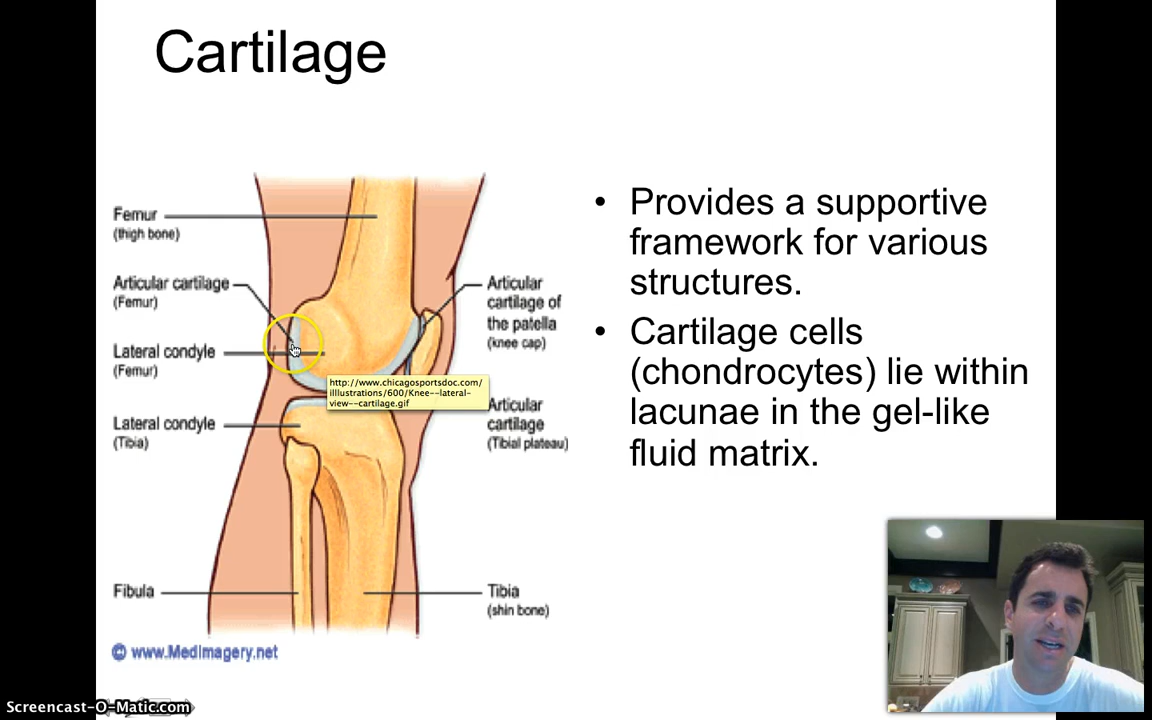 Cartilage
Femur
(thigh bone)
Articular cartilage
(Femur)
Lateral condyle
(Femur)
Lateral condyle
(Tibia)
Fibula
Articular
cartilage of
the patella
(knee cap)
http://www.chicagosportsdoc.com/
illlustrations/600/Knee--lateral-
view--cartilage.gif
Articular
cartilage
(Tibial plateau)
Tibia
(shin bone)
© www.MedImagery.net
• Provides a supportive
framework for various
structures.
• Cartilage cells
(chondrocytes) lie within
lacunae in the gel-like
fluid matrix.
Screencast-O-Matic.com